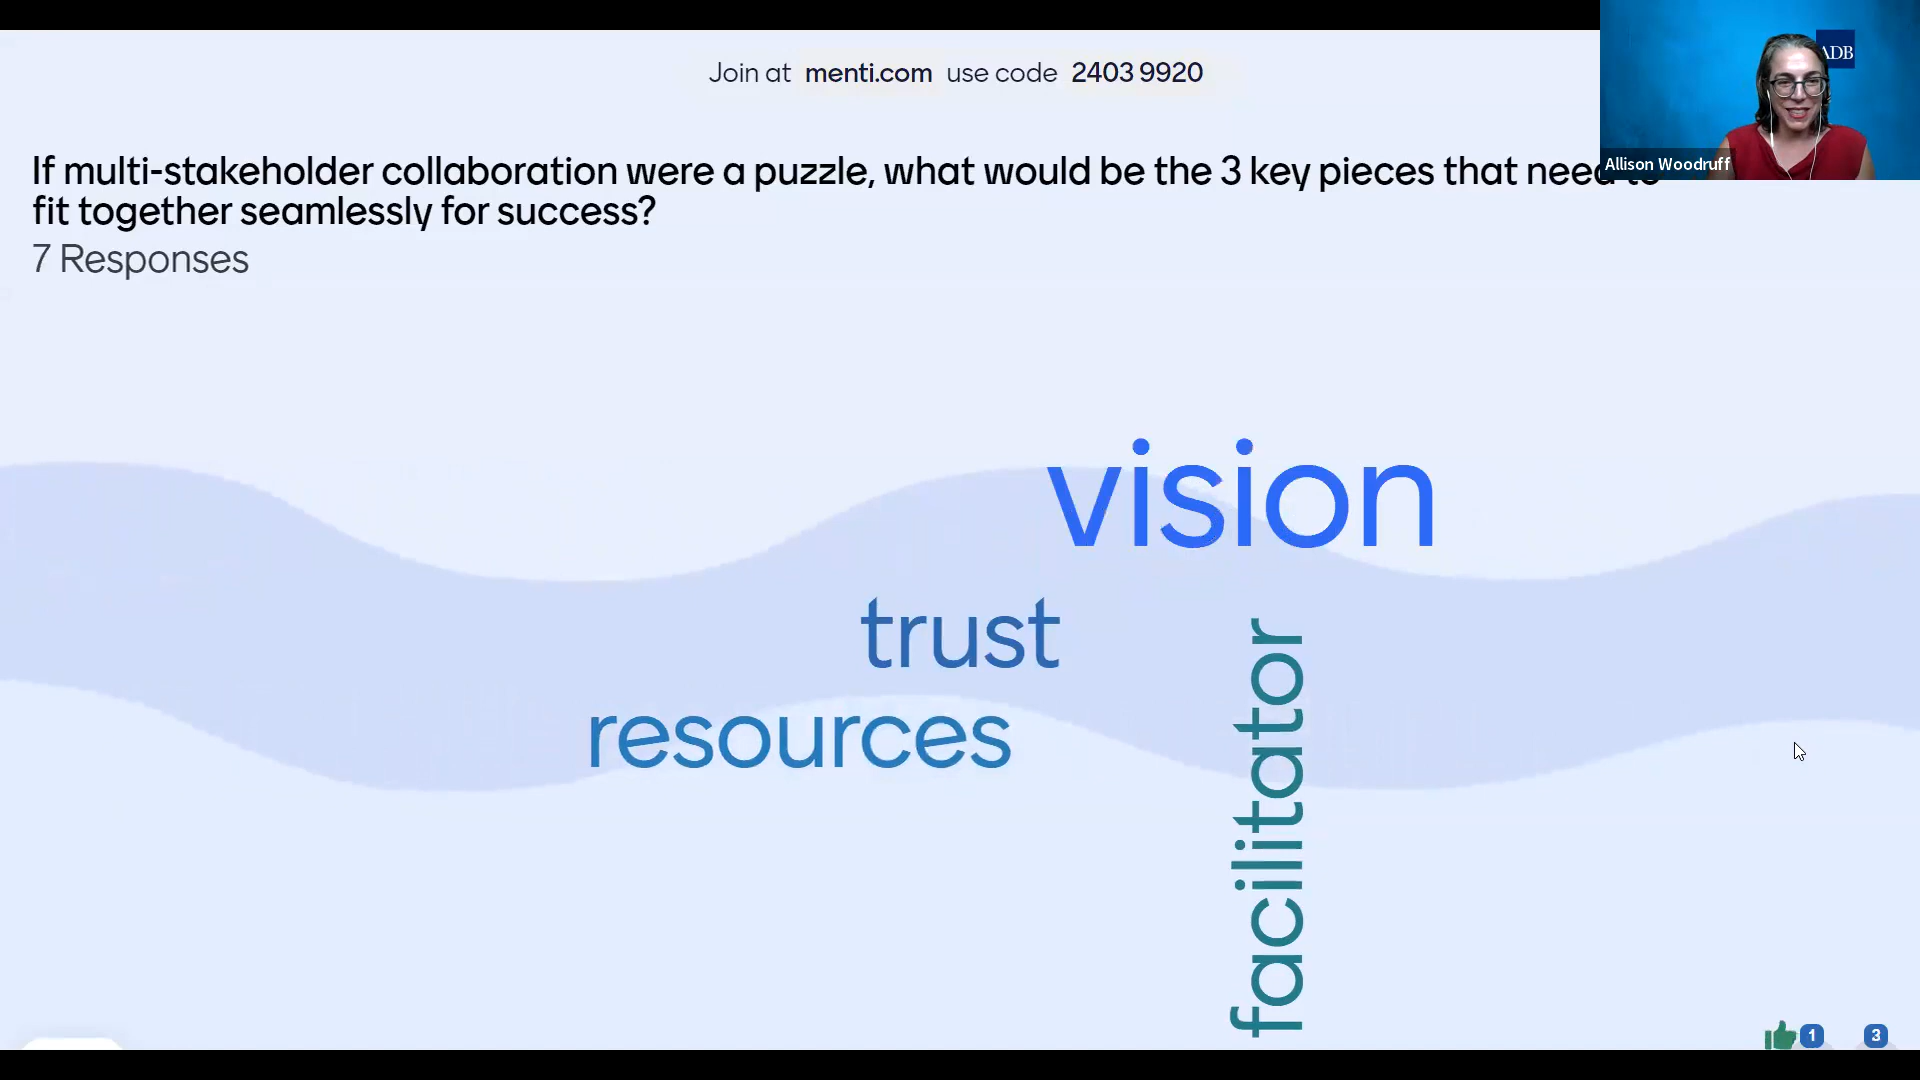 Join at menti.com use code 2403 9920
ADB
Allison Woodruff
If multi-stakeholder collaboration were a puzzle, what would be the 3 key pieces that need to
fit together seamlessly for success?
7 Responses
vision
trust
resources
facilitator
1
3